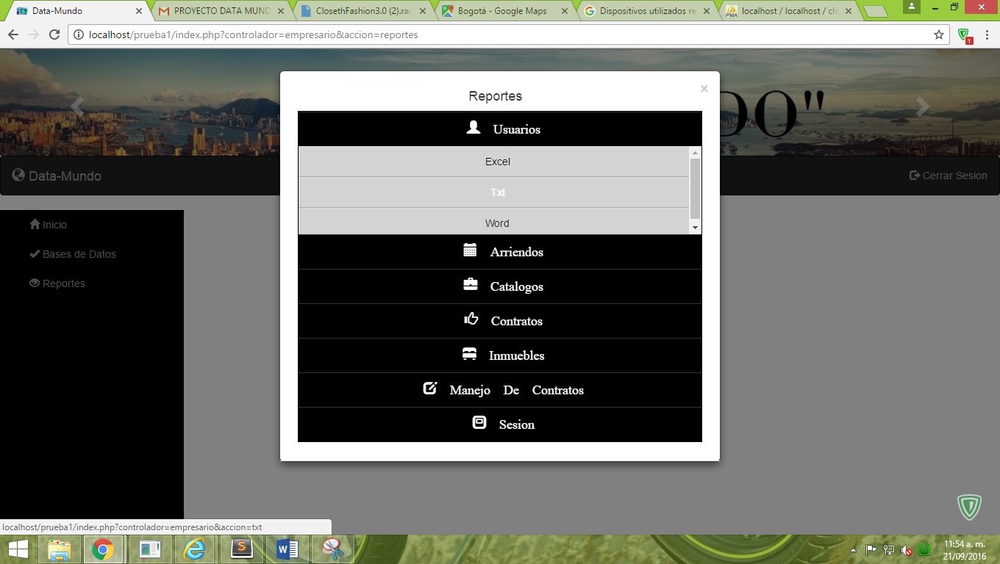 Data-Mundo
PROYECTO DATA MUND
ClosethFashion3.0 (2).rar
Bogotá - Google Maps
Dispositivos utilizados re
localhost / localhost / clo
localhost/prueba1/index.php?controlador=empresario&accion=reportes
1
DO"
Reportes
×
Usuarios
Excel
Txt
Word
Arriendos
Catalogos
Contratos
Inmuebles
Manejo De Contratos
Sesion
Data-Mundo
Cerrar Sesion
Inicio
Bases de Datos
Reportes
localhost/prueba1/index.php?controlador=empresario&accion=txt
11:54 a. m.
21/09/2016